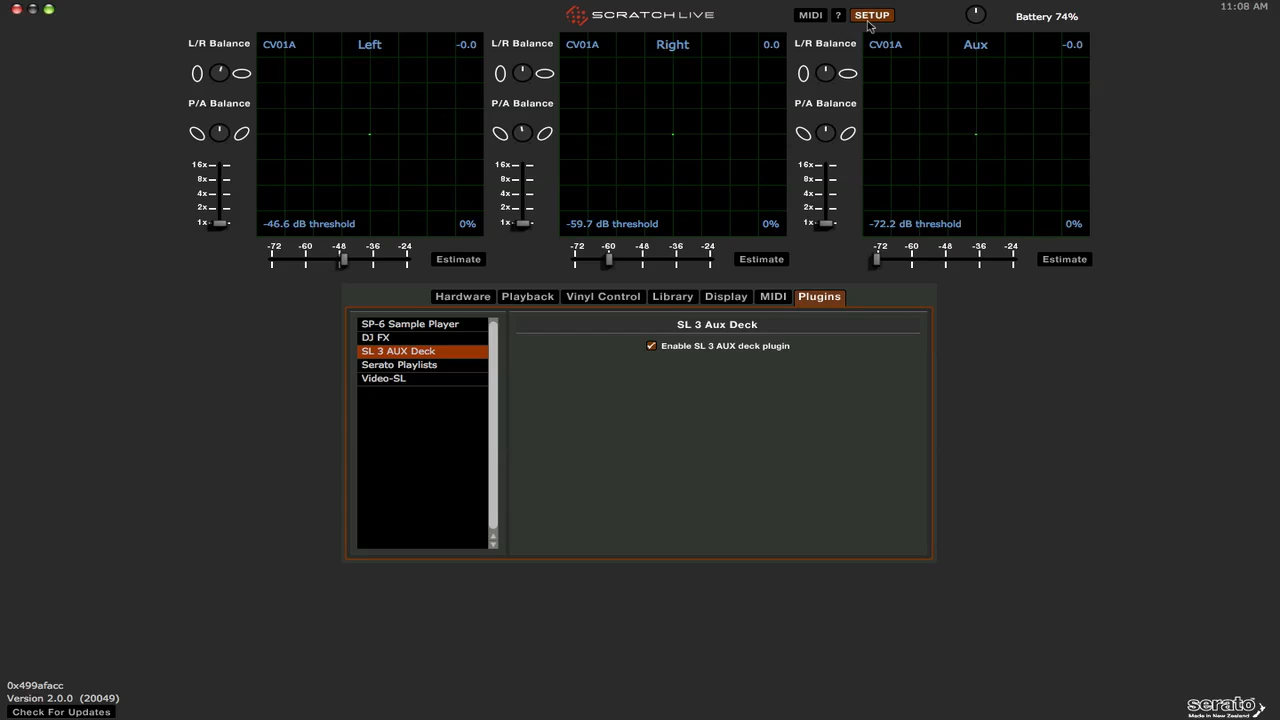 SCRATCHLIVE
MIDI ? SETUP
Battery 74%
11:08 AM
L/R Balance
CV01A Left -0.0
P/A Balance
16x
8x
4x
2x
1x
-46.6 dB threshold 0%
-72 -60 -48 -36 -24
Estimate
L/R Balance
CV01A Right 0.0
P/A Balance
16x
8x
4x
2x
1x
-59.7 dB threshold 0%
-72 -60 -48 -36 -24
Estimate
L/R Balance
CV01A Aux -0.0
P/A Balance
16x
8x
4x
2x
1x
-72.2 dB threshold 0%
-72 -60 -48 -36 -24
Estimate
Hardware Playback Vinyl Control Library Display MIDI Plugins
SP-6 Sample Player
DJ FX
SL 3 AUX Deck
Serato Playlists
Video-SL
SL 3 Aux Deck
Enable SL 3 AUX deck plugin
0x499afacc
Version 2.0.0 (20049)
Check For Updates
serato
Made in New Zealand